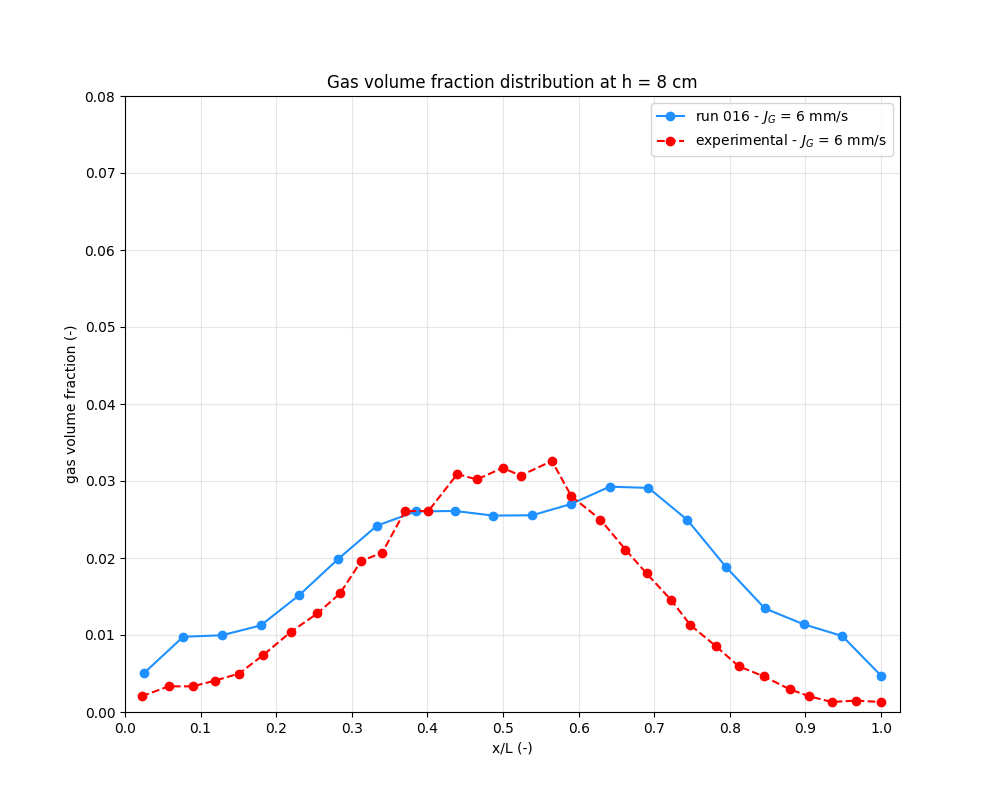 Gas volume fraction distribution at h = 8 cm
run 016 - J_G = 6 mm/s
experimental - J_G = 6 mm/s
gas volume fraction (-)
0.08
0.07
0.06
0.05
0.04
0.03
0.02
0.01
0.00
0.0 0.1 0.2 0.3 0.4 0.5 0.6 0.7 0.8 0.9 1.0
x/L (-)